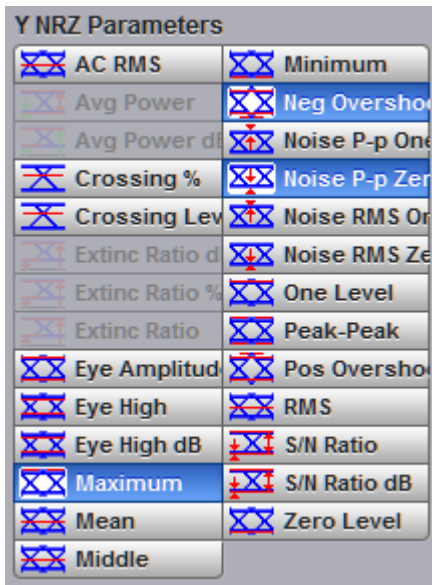 Y NRZ Parameters
AC RMS
Avg Power
Avg Power dB
Crossing %
Crossing Lev
Extinc Ratio d
Extinc Ratio %
Extinc Ratio
Eye Amplitud
Eye High
Eye High dB
Maximum
Mean
Middle
Minimum
Neg Overshoo
Noise P-p One
Noise P-p Zer
Noise RMS On
Noise RMS Ze
One Level
Peak-Peak
Pos Overshoo
RMS
S/N Ratio
S/N Ratio dB
Zero Level